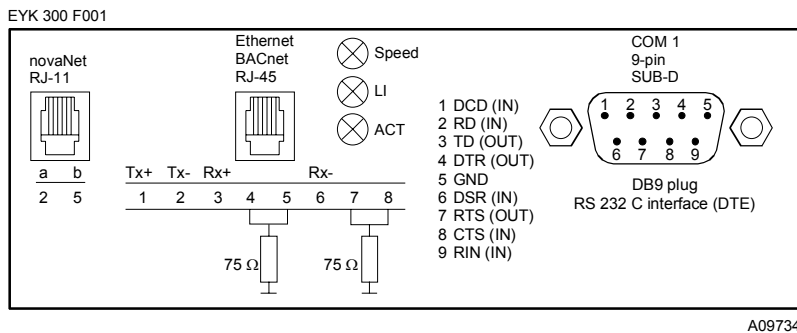 EYK 300 F001
novaNet
RJ-11
a b
2 5
Ethernet
BACnet
RJ-45
Speed
LI
ACT
Tx+ Tx- Rx+ Rx-
1 2 3 4 5 6 7 8
75 Ω 75 Ω
1 DCD (IN)
2 RD (IN)
3 TD (OUT)
4 DTR (OUT)
5 GND
6 DSR (IN)
7 RTS (OUT)
8 CTS (IN)
9 RIN (IN)
COM 1
9-pin
SUB-D
1 2 3 4 5
6 7 8 9
DB9 plug
RS 232 C interface (DTE)
A09734